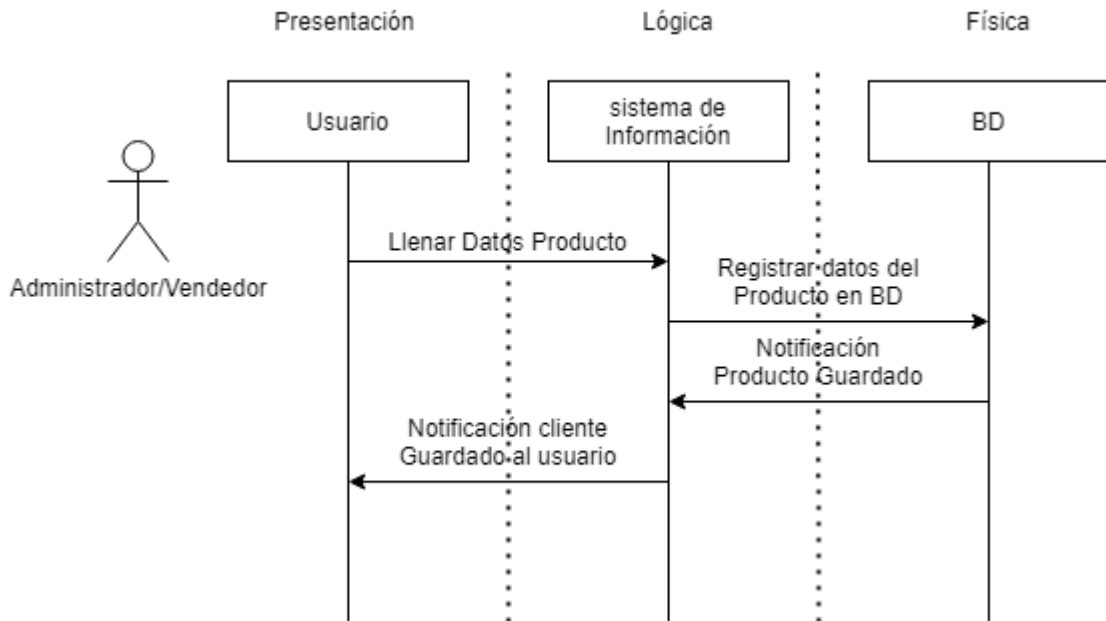 Presentación
Lógica
Física
Usuario
sistema de
Información
BD
Administrador/Vendedor
Llenar Datos Producto
Registrar datos del
Producto en BD
Notificación
Producto Guardado
Notificación cliente
Guardado al usuario